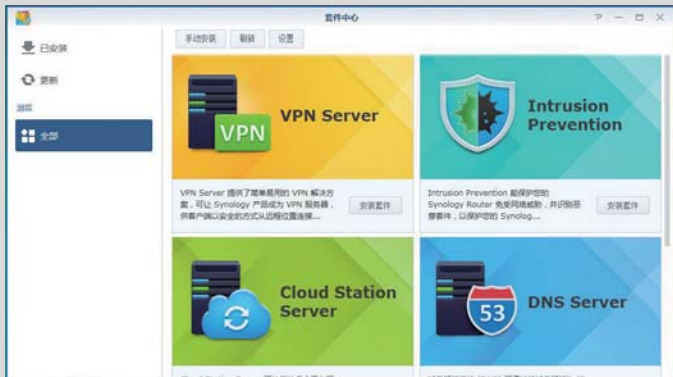 套件中心
已安装
更新
浏览
全部
手动安装 刷新 设置
VPN
VPN Server
VPN Server 提供了简单易用的 VPN 解决方
案，可让 Synology 产品成为 VPN 服务器，
供客户端以安全的方式从远程位置连接...
安装套件
Intrusion
Prevention
Intrusion Prevention 能保护您的
Synology Router 免受网络威胁，并识别恶
意套件，以保护您的 Synolog...
安装套件
Cloud Station
Server
53
DNS Server